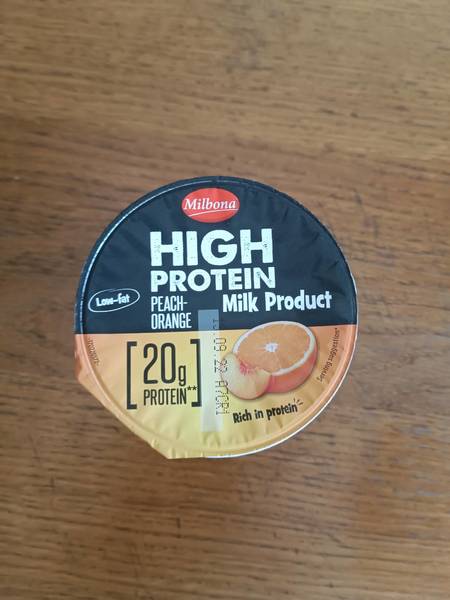 Milbona
HIGH
PROTEIN
Low-fat
PEACH-
ORANGE
Milk Product
[20g
PROTEIN**]
Rich in protein
Serving suggestion*